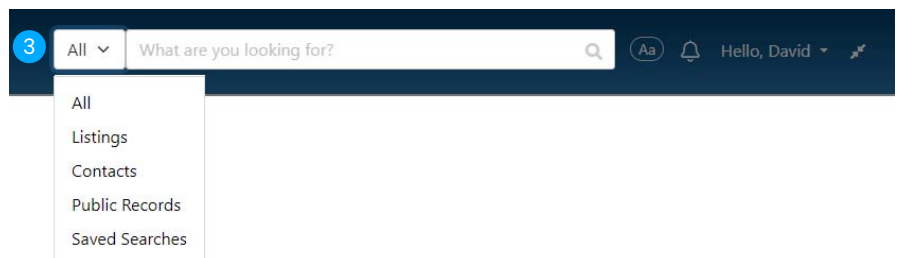 3 All What are you looking for? Aa Hello, David
All
Listings
Contacts
Public Records
Saved Searches